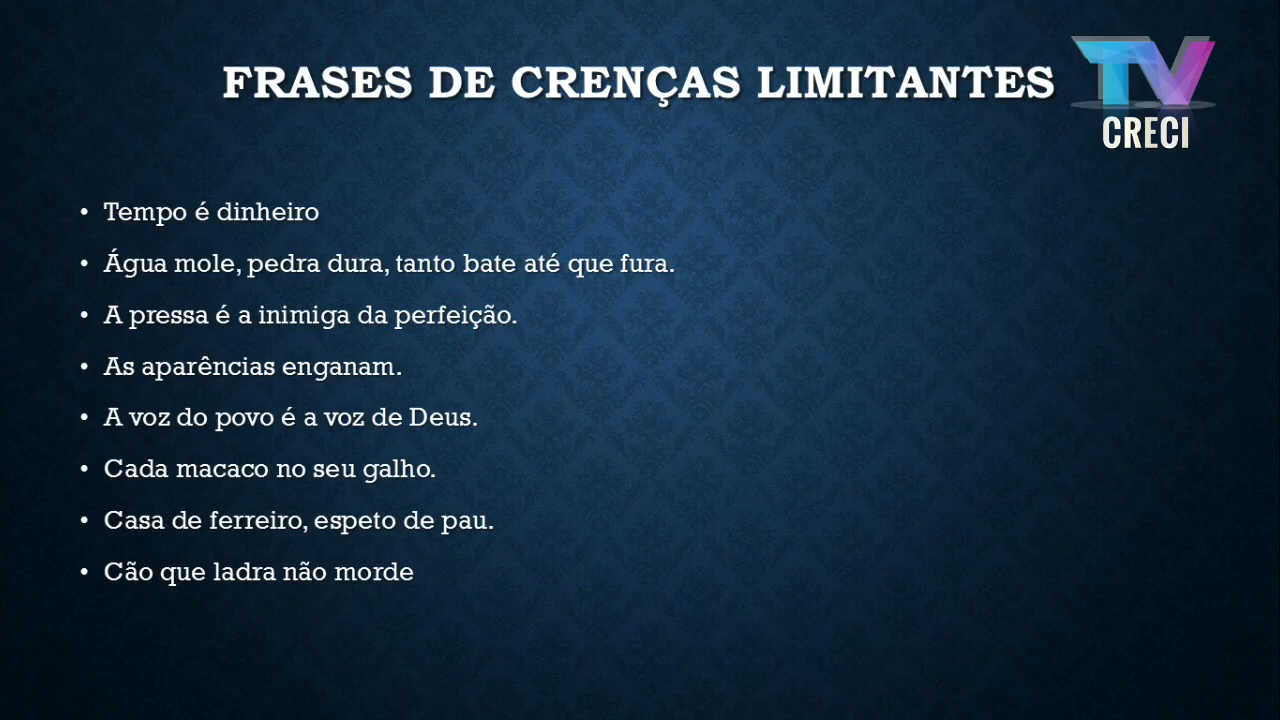 FRASES DE CRENÇAS LIMITANTES
TV
CRECI
• Tempo é dinheiro
• Água mole, pedra dura, tanto bate até que fura.
• A pressa é a inimiga da perfeição.
• As aparências enganam.
• A voz do povo é a voz de Deus.
• Cada macaco no seu galho.
• Casa de ferreiro, espeto de pau.
• Cão que ladra não morde